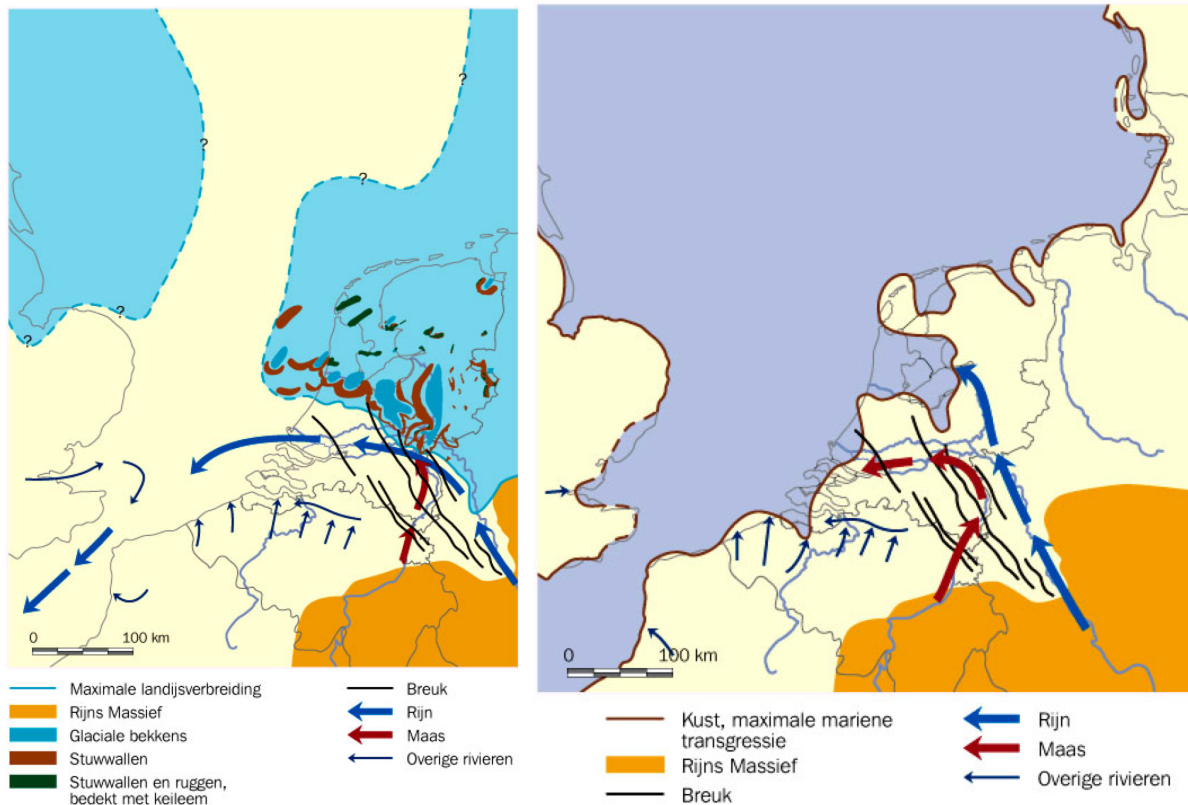 ?
?
?
?
?
0 100 km
Maximale landijsverbreiding
Rijns Massief
Glaciale bekkens
Stuwwallen
Stuwwallen en ruggen,
bedekt met keileem
Breuk
Rijn
Maas
Overige rivieren
0 100 km
Kust, maximale mariene
transgressie
Rijns Massief
Breuk
Rijn
Maas
Overige rivieren